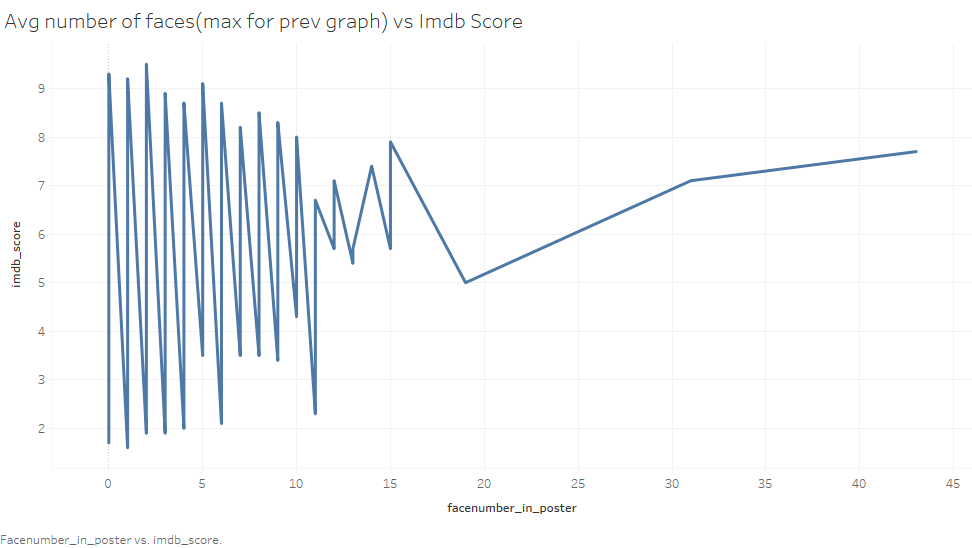 Avg number of faces(max for prev graph) vs Imdb Score
9
8
7
6
5
4
3
2
imdb_score
0 5 10 15 20 25 30 35 40 45
facenumber_in_poster
Facenumber_in_poster vs. imdb_score.